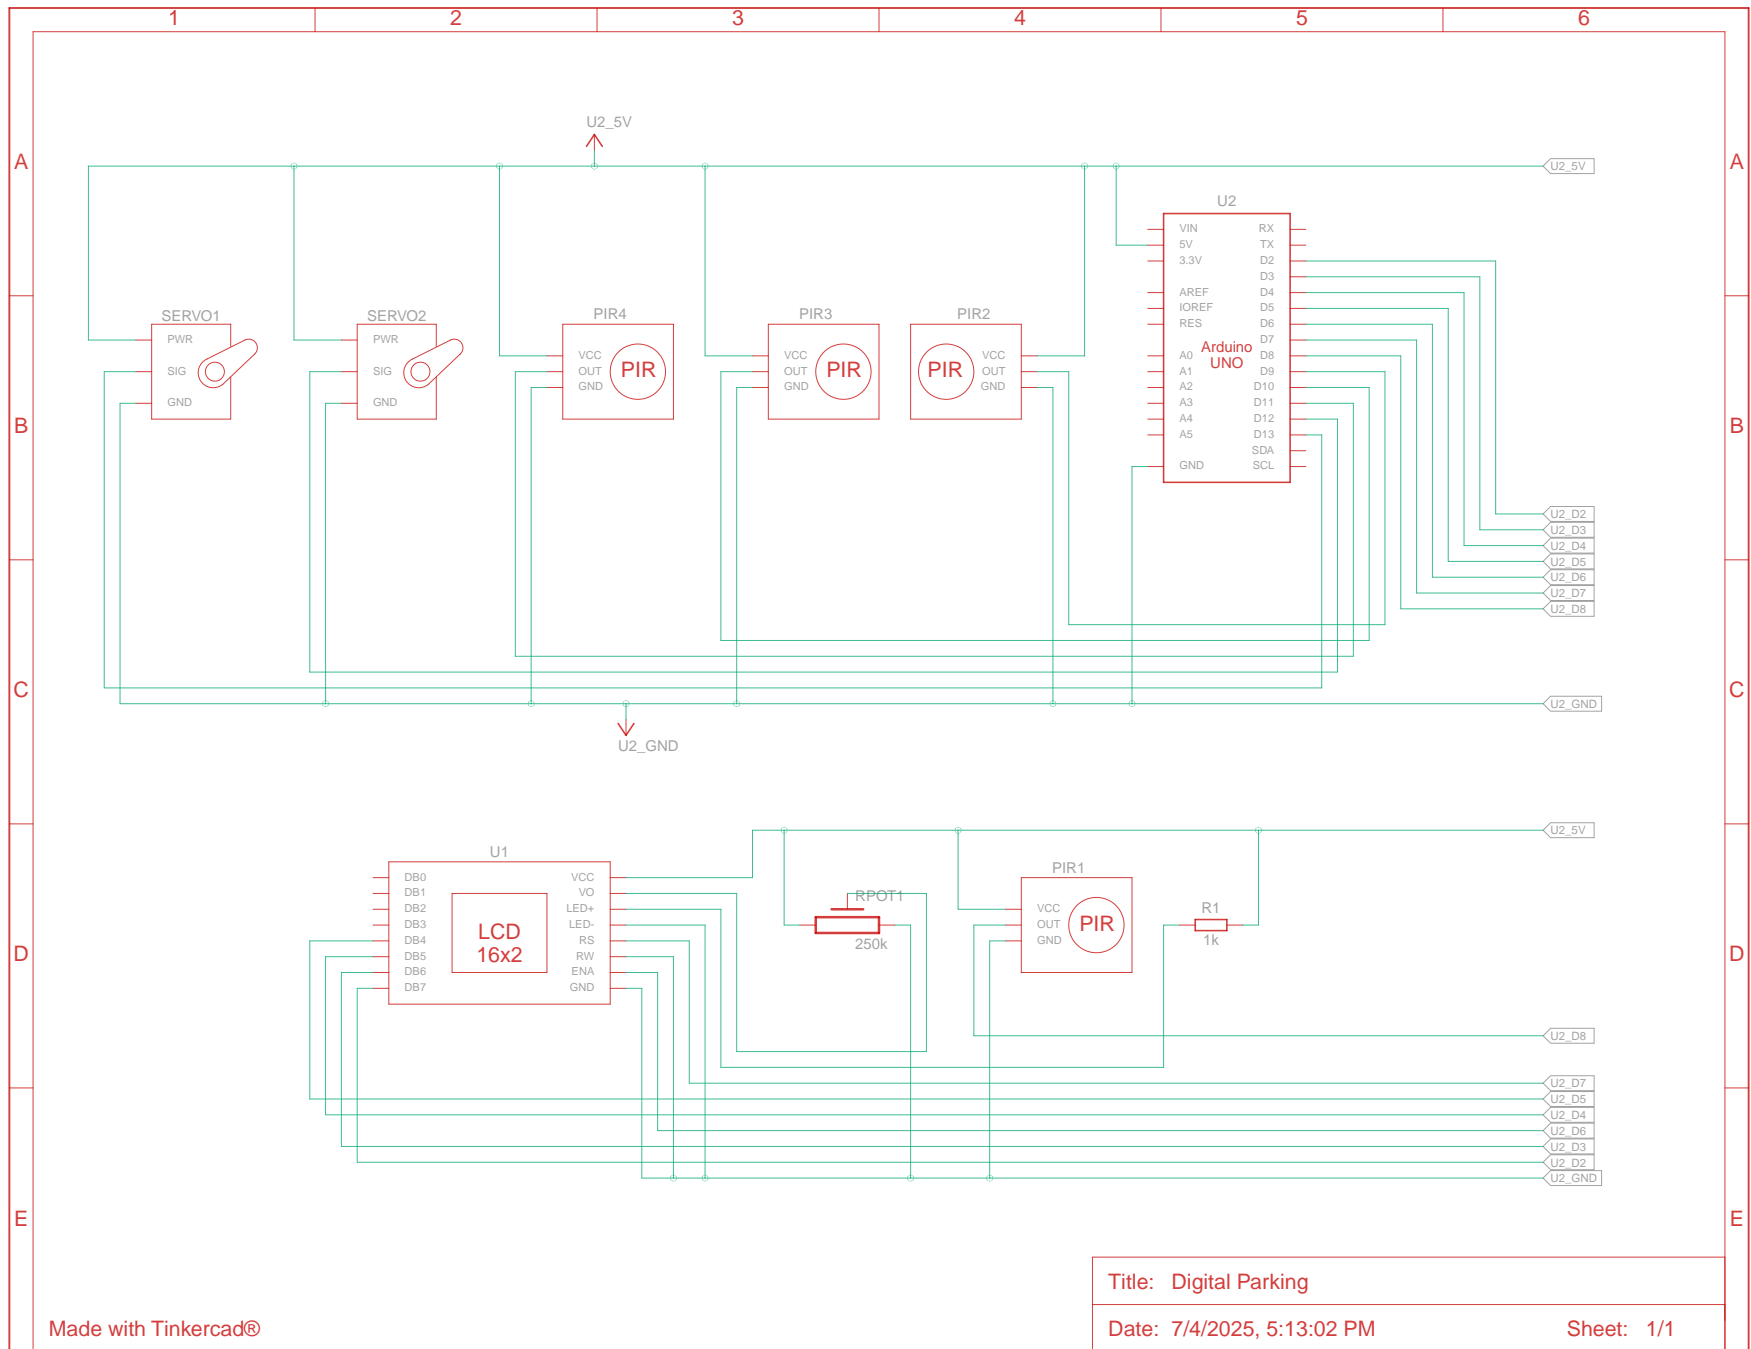 1 2 3 4 5 6
U2_5V
A A
U2_5V
U2
VIN RX
5V TX
3.3V D2
D3
AREF D4
IOREF D5
RES D6
D7
A0 D8
A1 D9
A2 D10
A3 D11
A4 D12
A5 D13
SDA
GND SCL
Arduino
UNO
SERVO1
PWR
SIG
GND
SERVO2
PWR
SIG
GND
PIR4
VCC
OUT
GND
PIR
PIR3
VCC
OUT
GND
PIR
PIR2
PIR
VCC
OUT
GND
B B
U2_D2
U2_D3
U2_D4
U2_D5
U2_D6
U2_D7
U2_D8
C C
U2_GND
U2_GND
U2_5V
U1
DB0 VCC
DB1 VO
DB2 LED+
DB3 LED-
DB4 RS
DB5 RW
DB6 ENA
DB7 GND
LCD
16x2
RPOT1
250k
PIR1
VCC
OUT
GND
PIR
R1
1k
D D
U2_D8
U2_D7
U2_D5
U2_D4
U2_D6
U2_D3
U2_D2
U2_GND
E E
Title: Digital Parking
Made with Tinkercad®
Date: 7/4/2025, 5:13:02 PM Sheet: 1/1